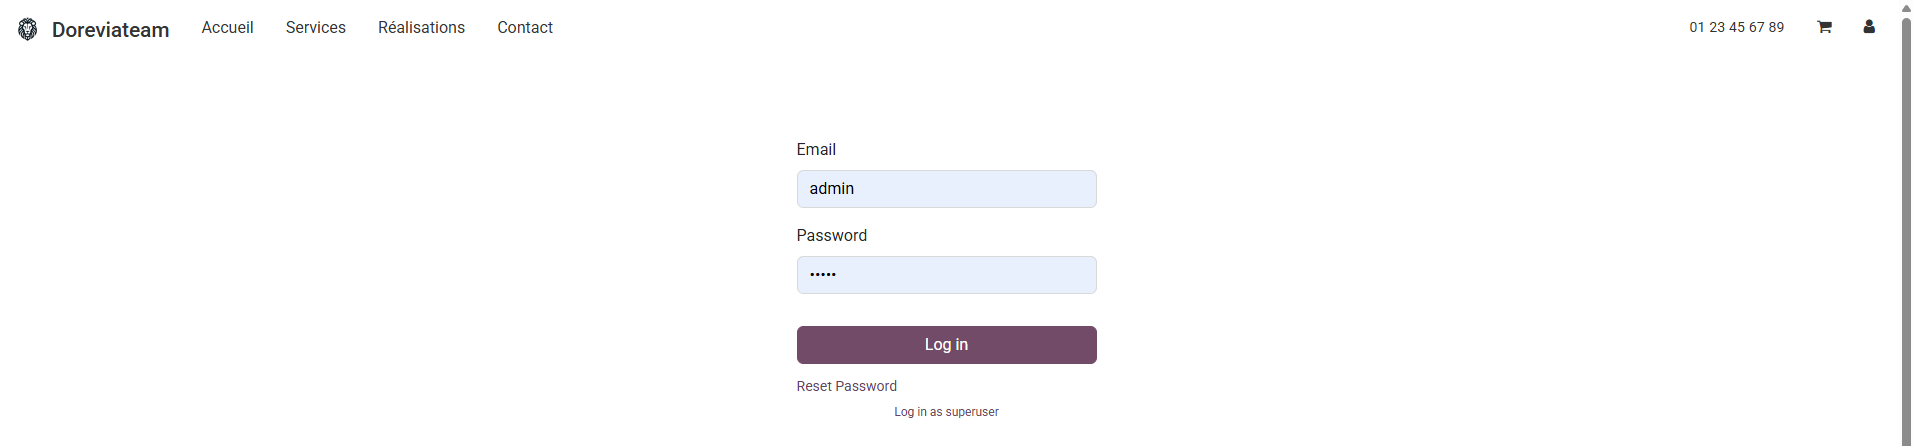 Doreviateam Accueil Services Réalisations Contact 01 23 45 67 89
Email
admin
Password
•••••
Log in
Reset Password
Log in as superuser